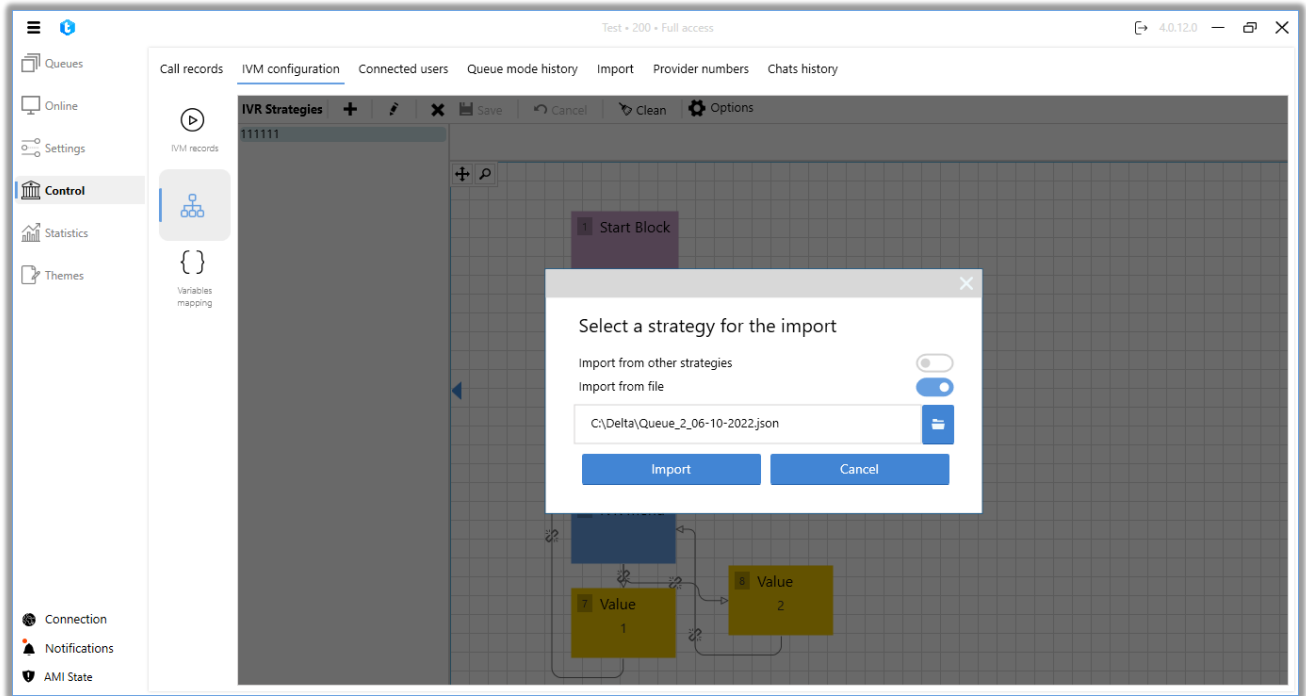 Test • 200 • Full access
4.0.12.0
Queues
Online
Settings
Control
Statistics
Themes
Connection
Notifications
AMI State
Call records IVM configuration Connected users Queue mode history Import Provider numbers Chats history
IVM records
Variables
mapping
IVR Strategies Save Cancel Clean Options
111111
1 Start Block
Select a strategy for the import
Import from other strategies
Import from file
C:\Delta\Queue_2_06-10-2022.json
Import Cancel
8 Value
2
7 Value
1